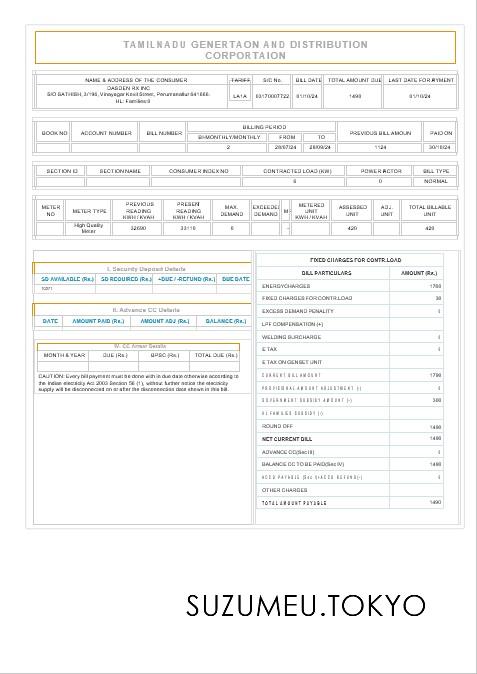 TAMILNADU GENERTAON AND DISTRIBUTION
CORPORTAION
NAME & ADDRESS OF THE CONSUMER TARIFF S/C No. BILL DATE TOTAL AMOUNT DUE LAST DATE FOR PAYMENT
DASDEN RX INC
S/O SATHISH, 2/196, Vinayagar Kovil Street, Perumanallur 641666.
HL: Families:0
LA1A 03170007722 01/10/24 1490 01/10/24
BOOK NO ACCOUNT NUMBER BILL NUMBER BILLING PERIOD PREVIOUS BILL AMOUN PAID ON
BI-MONTHLY/MONTHLY FROM TO
2 28/07/24 28/09/24 1124 30/10/24
SECTION ID SECTION NAME CONSUMER INDEX NO CONTRACTED LOAD (KW) POWER FACTOR BILL TYPE
6 0 NORMAL
METER NO METER TYPE PREVIOUS READING KWH / KVAH PRESENT READING KWH / KVAH MAX. DEMAND EXCEEDED DEMAND MF METERED UNIT KWH/KVAH ASSESSED UNIT ADJ. UNIT TOTAL BILLABLE UNIT
High Quality Meter 32690 33110 0 - 420 420
I. Security Deposit Details
SD AVAILABLE (Rs.) SD REQUIRED (Rs.) +DUE / -REFUND (Rs.) DUE DATE
II. Advance CC Details
DATE AMOUNT PAID (Rs.) AMOUNT ADJ (Rs.) BALANCE (Rs.)
IV. CC Arrear Details
MONTH & YEAR DUE (Rs.) BPSC (Rs.) TOTAL DUE (Rs.)
CAUTION: Every bill payment must be done with in due date otherwise according to
the Indian electricity Act 2003 Section 56 (1), without further notice the electricity
supply will be disconnected on or after the disconnection date shown in this bill.
FIXED CHARGES FOR CONTR.LOAD
BILL PARTICULARS AMOUNT (Rs.)
ENERGYCHARGES 1760
FIXED CHARGES FOR CONTR.LOAD 30
EXCESS DEMAND PENALITY 0
LPF COMPENSATION (+)
WELDING SURCHARGE 0
E TAX 0
E TAX ON GENSET UNIT
CURRENT BILL AMOUNT 1790
PROVISIONAL AMOUNT ADJUSTMENT (-) 0
GOVERNMENT SUBSIDY AMOUNT (-) 300
HL FAMILIES SUBSIDY (-)
ROUND OFF 1490
NET CURRENT BILL 1490
ADVANCE CC(Sec III) 0
BALANCE CC TO BE PAID(Sec IV) 1490
ACCD PAYABLE (Sec I)+ACCD REFUND(-) 0
OTHER CHARGES
TOTAL AMOUNT PAYABLE 1490
SUZUMEU.TOKYO